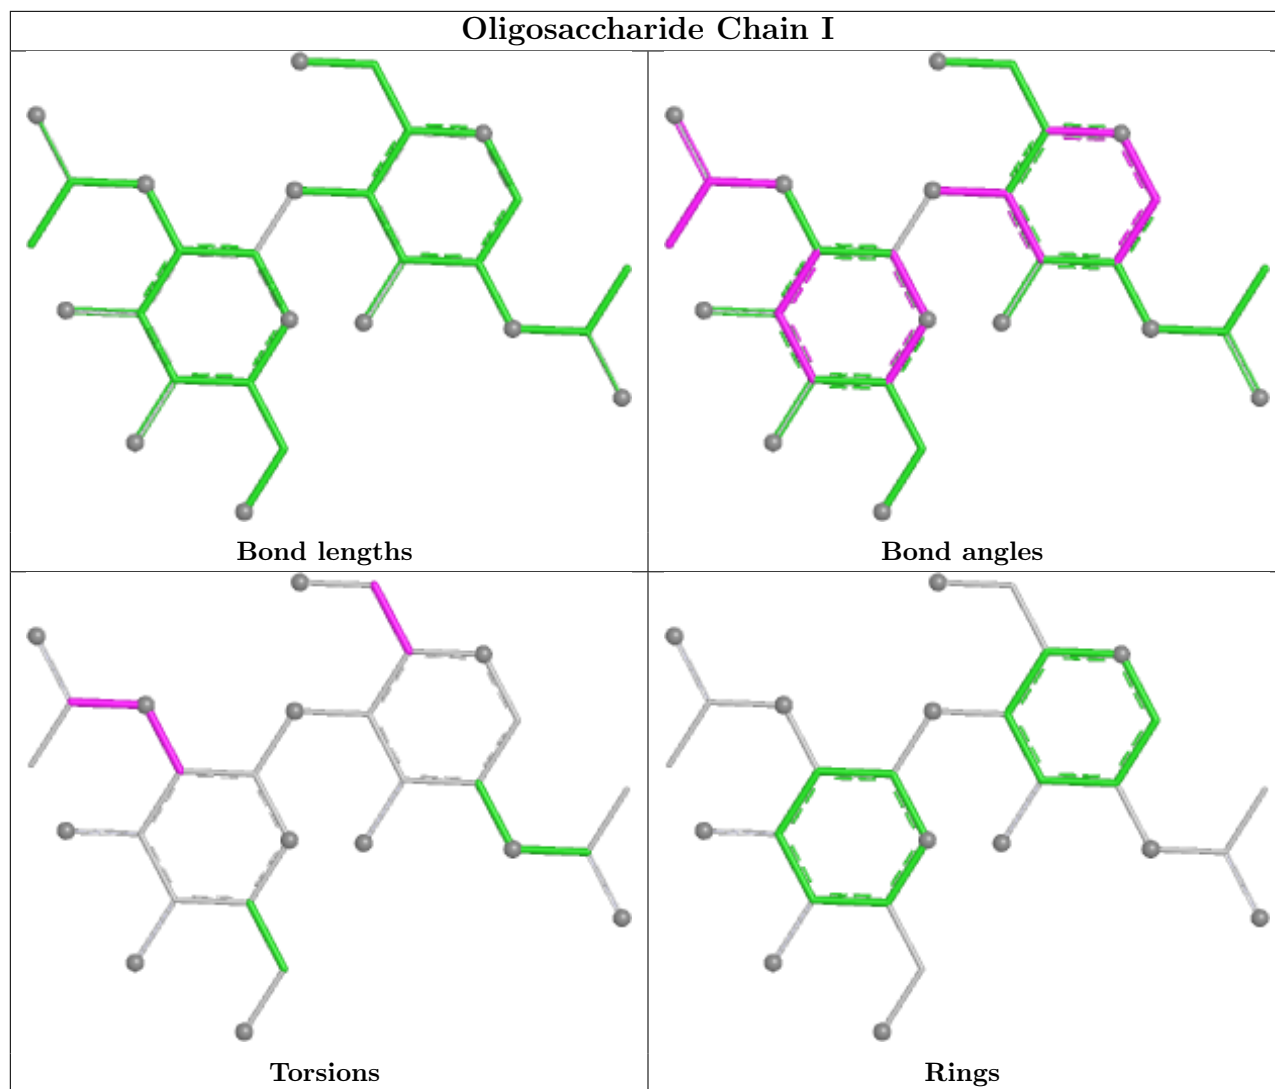 Oligosaccharide Chain I
Bond lengths
Bond angles
Torsions
Rings